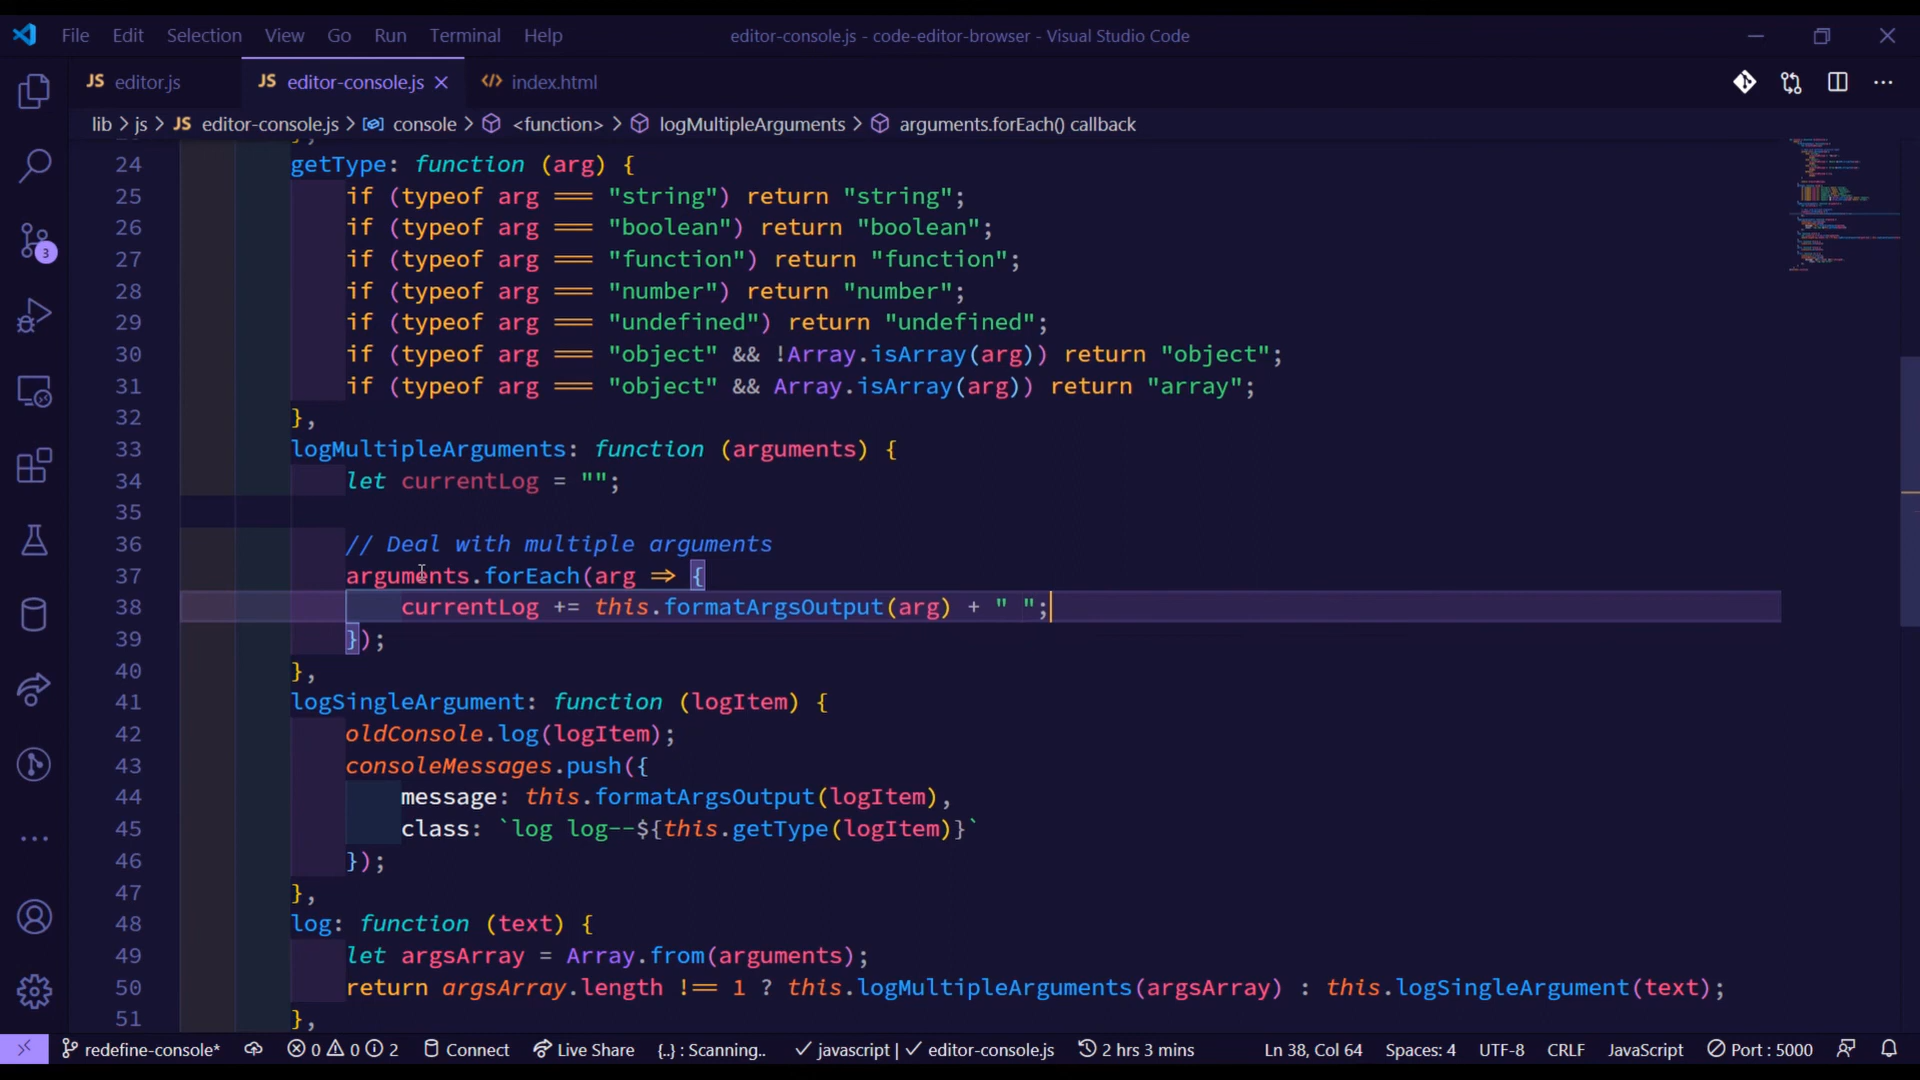 File Edit Selection View Go Run Terminal Help editor-console.js - code-editor-browser - Visual Studio Code
JS editor.js JS editor-console.js index.html
lib > js > JS editor-console.js > console > <function> > logMultipleArguments > arguments.forEach() callback
24 getType: function (arg) {
25 if (typeof arg === "string") return "string";
26 if (typeof arg === "boolean") return "boolean";
27 if (typeof arg === "function") return "function";
28 if (typeof arg === "number") return "number";
29 if (typeof arg === "undefined") return "undefined";
30 if (typeof arg === "object" && !Array.isArray(arg)) return "object";
31 if (typeof arg === "object" && Array.isArray(arg)) return "array";
32 },
33 logMultipleArguments: function (arguments) {
34 let currentLog = "";
35
36 // Deal with multiple arguments
37 arguments.forEach(arg => {
38 currentLog += this.formatArgsOutput(arg) + " ";
39 });
40 },
41 logSingleArgument: function (logItem) {
42 oldConsole.log(logItem);
43 consoleMessages.push({
44 message: this.formatArgsOutput(logItem),
45 class: `log log--${this.getType(logItem)}`
46 });
47 },
48 log: function (text) {
49 let argsArray = Array.from(arguments);
50 return argsArray.length !== 1 ? this.logMultipleArguments(argsArray) : this.logSingleArgument(text);
51 },
3
redefine-console* 0 0 2 Connect Live Share {..} : Scanning.. javascript | editor-console.js 2 hrs 3 mins Ln 38, Col 64 Spaces: 4 UTF-8 CRLF JavaScript Port : 5000